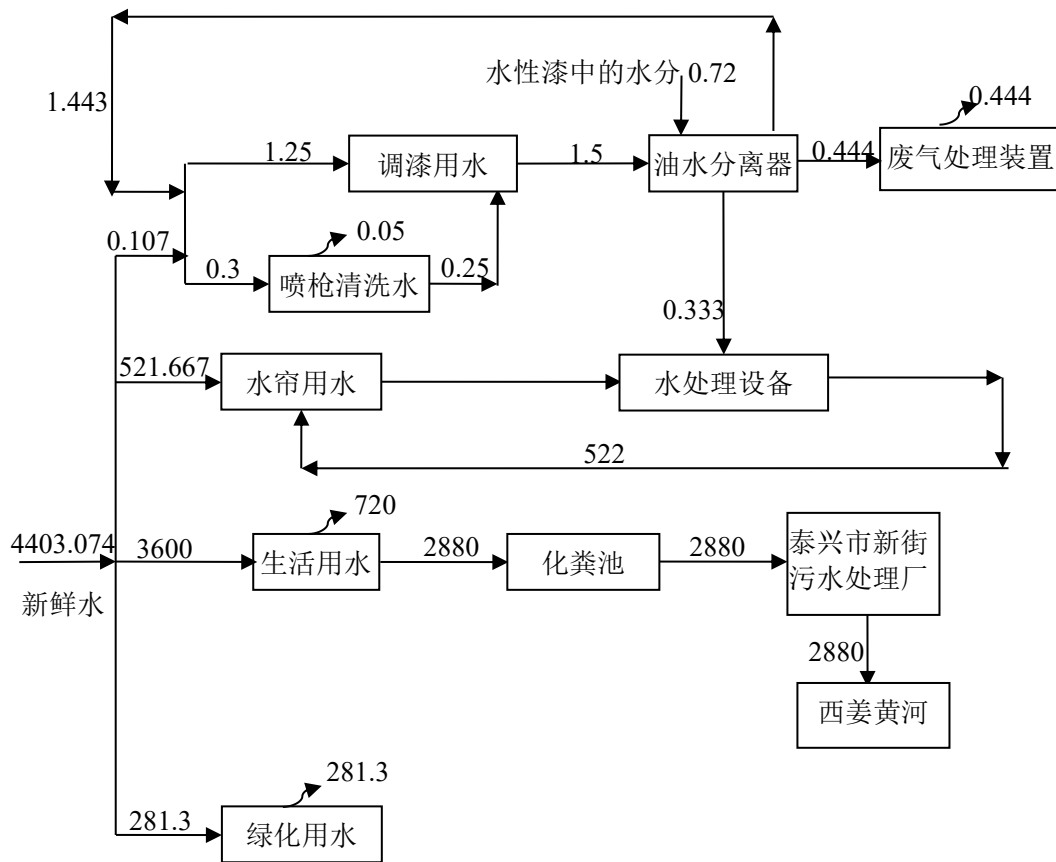 水性漆中的水分 0.72
0.444
1.443
1.25
调漆用水
1.5
油水分离器
0.444
废气处理装置
0.107
0.05
0.3
喷枪清洗水
0.25
0.333
521.667
水帘用水
水处理设备
522
720
4403.074
3600
生活用水
2880
化粪池
2880
泰兴市新街
污水处理厂
新鲜水
2880
西姜黄河
281.3
281.3
绿化用水